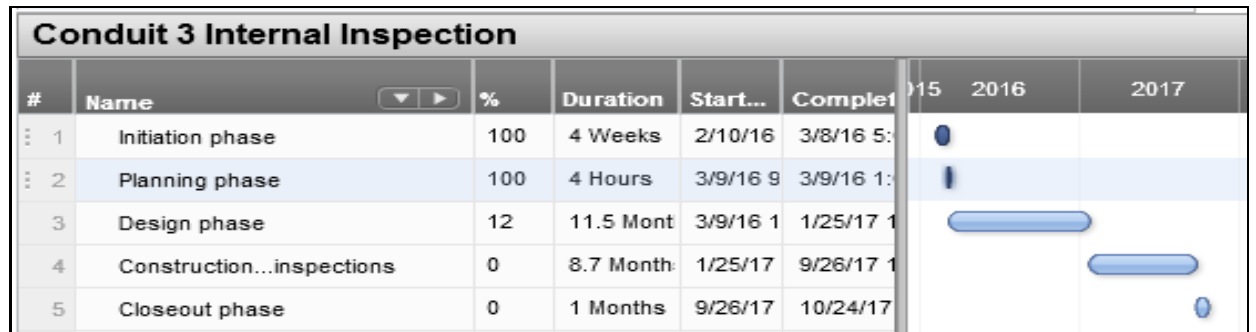 Conduit 3 Internal Inspection
# Name % Duration Start... Complet )15 2016 2017
1 Initiation phase 100 4 Weeks 2/10/16 3/8/16 5:
2 Planning phase 100 4 Hours 3/9/16 9 3/9/16 1:
3 Design phase 12 11.5 Mont 3/9/16 1 1/25/17 1
4 Construction...inspections 0 8.7 Month 1/25/17 9/26/17 1
5 Closeout phase 0 1 Months 9/26/17 10/24/17